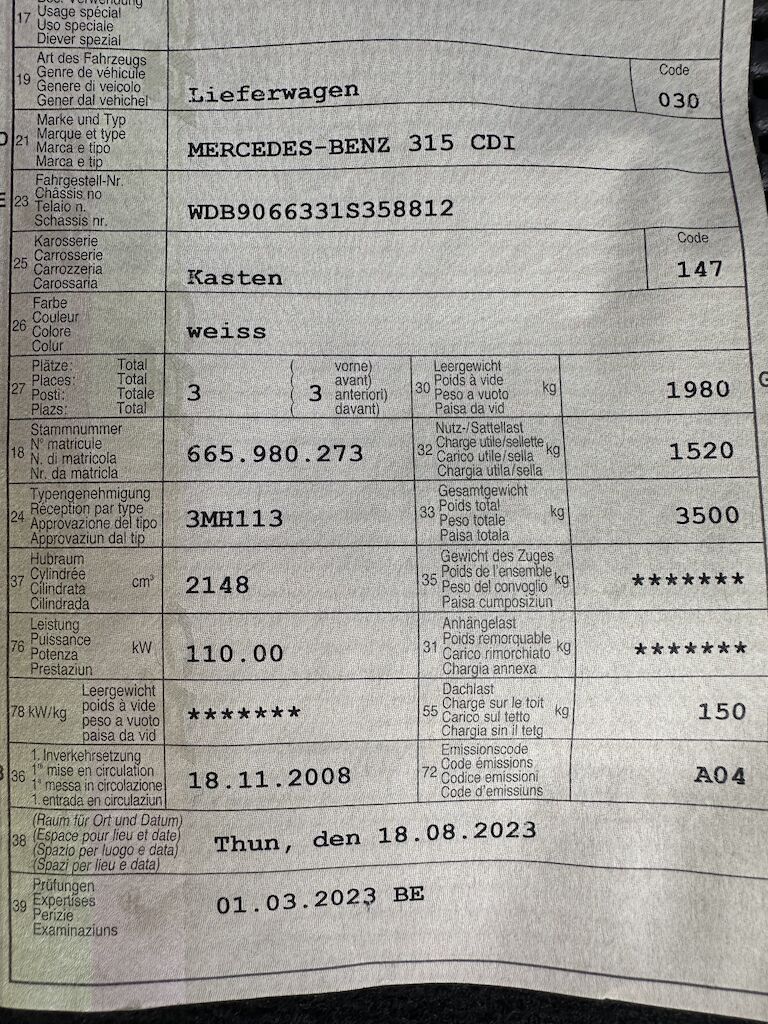 17 Usage spécial
Uso speciale
Diever spezial
19 Art des Fahrzeugs
Genre de véhicule
Genere di veicolo
Gener dal vehichel
Lieferwagen
Code
030
21 Marke und Typ
Marque et type
Marca e tipo
Marca e tip
MERCEDES-BENZ 315 CDI
23 Fahrgestell-Nr.
Châssis no
Telaio n.
Schassis nr.
WDB9066331S358812
25 Karosserie
Carrosserie
Carrozzeria
Carossaria
Kasten
Code
147
26 Farbe
Couleur
Colore
Colur
weiss
27 Plätze: Total
Places: Total
Posti: Totale
Plazs: Total
3
( vorne)
( avant)
( anteriori)
( davant)
3
30 Leergewicht
Poids à vide
Peso a vuoto
Paisa da vid
kg
1980
18 Stammnummer
N° matricule
N. di matricola
Nr. da matricla
665.980.273
32 Nutz-/Sattellast
Charge utile/sellette
Carico utile/sella
Chargia utila/sella
kg
1520
24 Typengenehmigung
Réception par type
Approvazione del tipo
Approvaziun dal tip
3MH113
33 Gesamtgewicht
Poids total
Peso totale
Paisa totala
kg
3500
37 Hubraum
Cylindrée
Cilindrata
Cilindrada
cm³
2148
35 Gewicht des Zuges
Poids de l'ensemble
Peso del convoglio
Paisa cumposiziun
kg
*******
76 Leistung
Puissance
Potenza
Prestaziun
kW
110.00
31 Anhängelast
Poids remorquable
Carico rimorchiato
Chargia annexa
kg
*******
78 kW/kg
Leergewicht
poids à vide
peso a vuoto
paisa da vid
*******
55 Dachlast
Charge sur le toit
Carico sul tetto
Chargia sin il tetg
kg
150
36 1. Inverkehrsetzung
1re mise en circulation
1a messa in circolazione
1. entrada en circulaziun
18.11.2008
72 Emissionscode
Code émissions
Codice emissioni
Code d'emissiuns
A04
38 (Raum für Ort und Datum)
(Espace pour lieu et date)
(Spazio per luogo e data)
(Spazi per lieu e data)
Thun, den 18.08.2023
39 Prüfungen
Expertises
Perizie
Examinaziuns
01.03.2023 BE